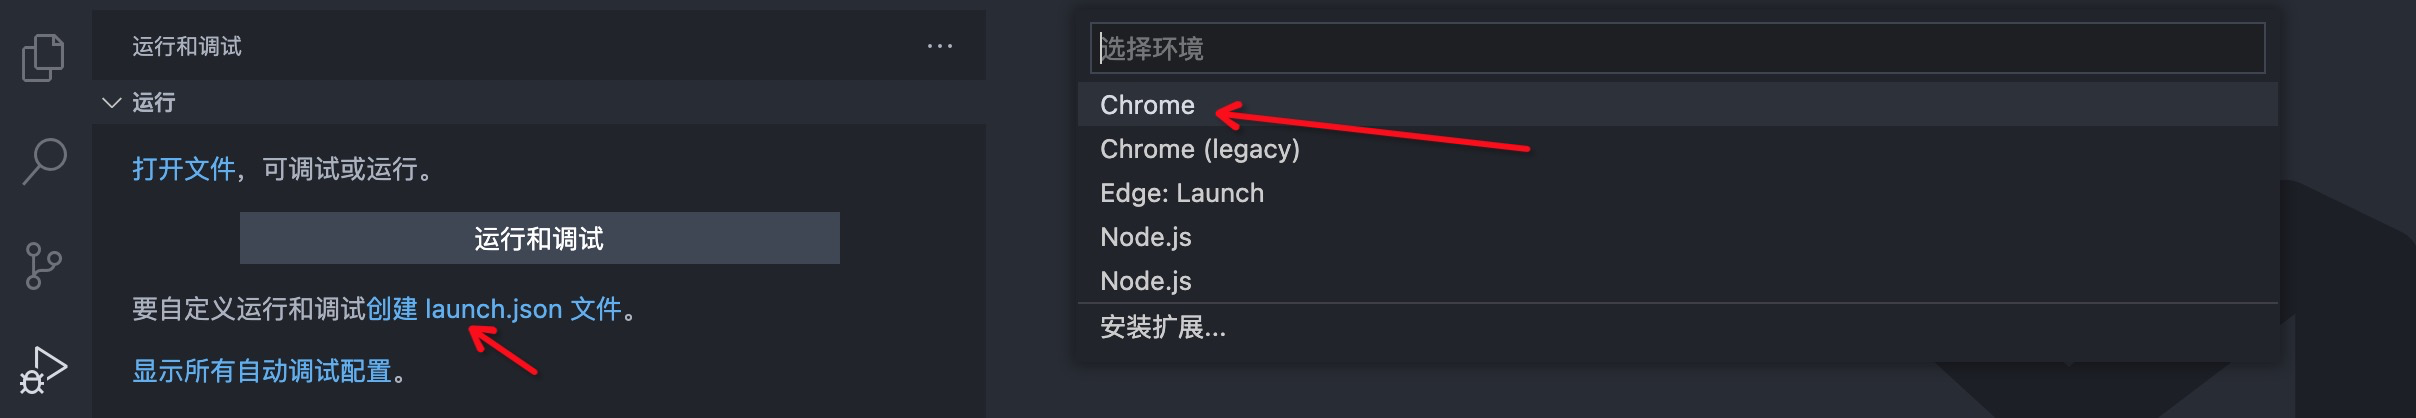 运行和调试
运行
打开文件，可调试或运行。
运行和调试
要自定义运行和调试创建 launch.json 文件。
显示所有自动调试配置。
选择环境
Chrome
Chrome (legacy)
Edge: Launch
Node.js
Node.js
安装扩展...